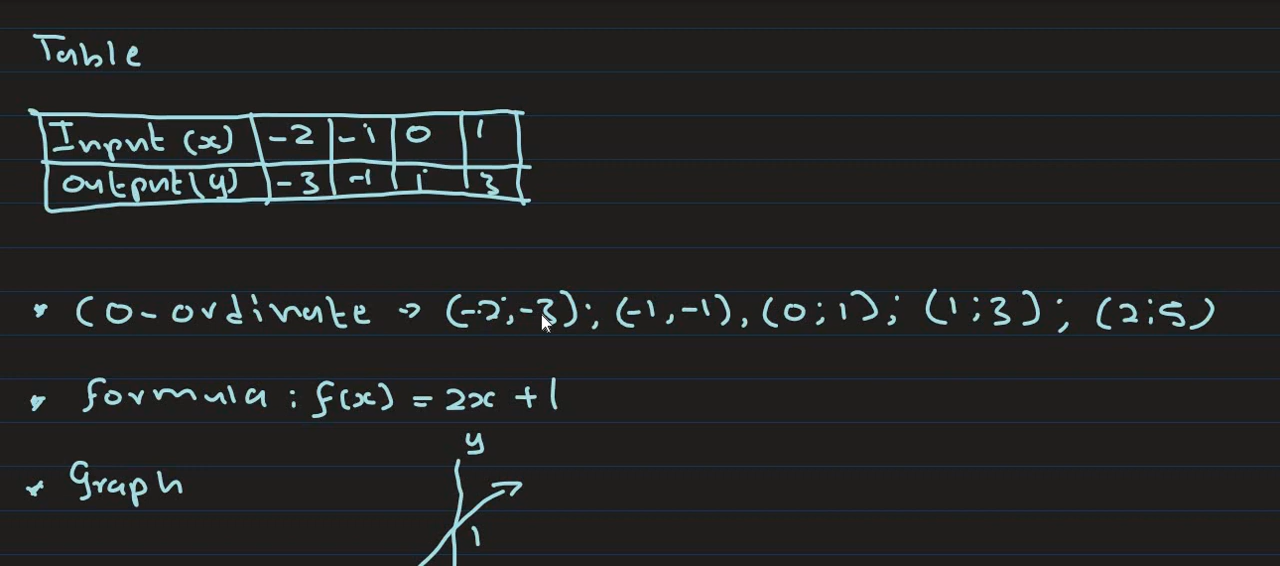 Table
Input (x) -2 -1 0 1
output (y) -3 -1 1 3
* Co-ordinate → (-2;-3); (-1,-1), (0;1); (1;3); (2;5)
* formula : f(x) = 2x + 1
y
* Graph
1